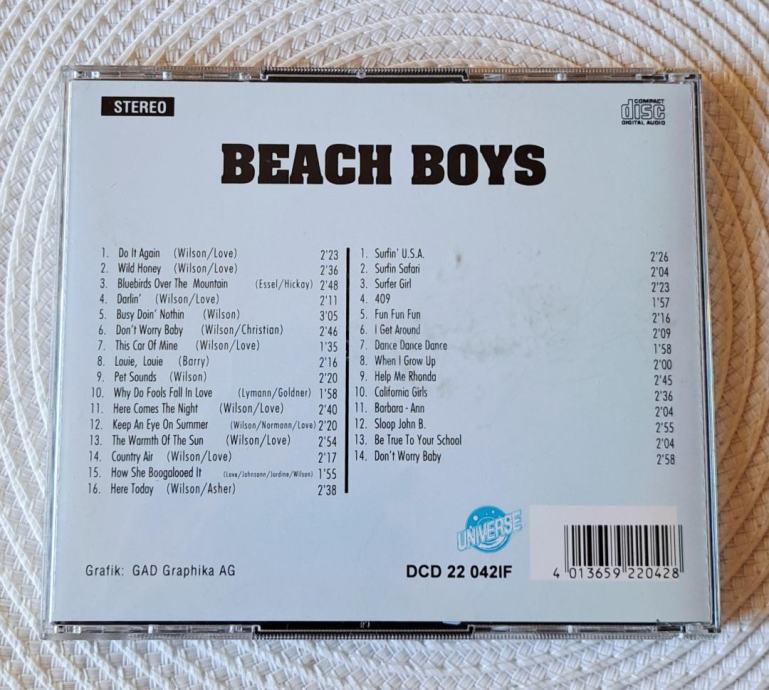 STEREO
COMPACT
disc
DIGITAL AUDIO
BEACH BOYS
1. Do It Again (Wilson/Love) 2'23
2. Wild Honey (Wilson/Love) 2'36
3. Bluebirds Over The Mountain (Essel/Hickay) 2'48
4. Darlin' (Wilson/Love) 2'11
5. Busy Doin' Nothin (Wilson) 3'05
6. Don't Worry Baby (Wilson/Christian) 2'46
7. This Car Of Mine (Wilson/Love) 1'35
8. Louie, Louie (Barry) 2'16
9. Pet Sounds (Wilson) 2'20
10. Why Do Fools Fall In Love (Lymann/Goldner) 1'58
11. Here Comes The Night (Wilson/Love) 2'40
12. Keep An Eye On Summer (Wilson/Normann/Love) 2'20
13. The Warmth Of The Sun (Wilson/Love) 2'54
14. Country Air (Wilson/Love) 2'17
15. How She Boogalooed It (Love/Johnsonn/Jardine/Wilson) 1'55
16. Here Today (Wilson/Asher) 2'38
1. Surfin' U.S.A. 2'26
2. Surfin Safari 2'04
3. Surfer Girl 2'23
4. 409 1'57
5. Fun Fun Fun 2'16
6. I Get Around 2'09
7. Dance Dance Dance 1'58
8. When I Grow Up 2'00
9. Help Me Rhonda 2'45
10. California Girls 2'36
11. Barbara - Ann 2'04
12. Sloop John B. 2'55
13. Be True To Your School 2'04
14. Don't Worry Baby 2'58
UNIVERSE
Grafik: GAD Graphika AG
DCD 22 042IF
4 013659 220428